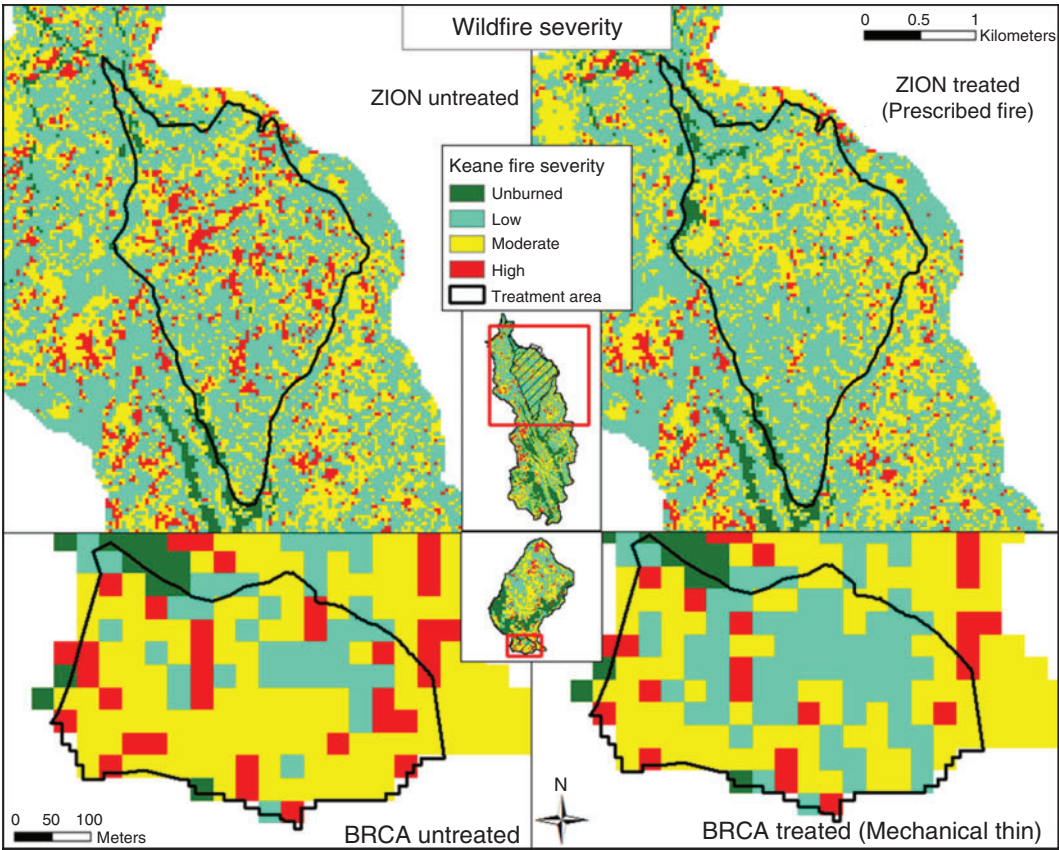 Wildfire severity
0 0.5 1
Kilometers
ZION untreated
ZION treated
(Prescribed fire)
Keane fire severity
Unburned
Low
Moderate
High
Treatment area
0 50 100
Meters
BRCA untreated
N
BRCA treated (Mechanical thin)